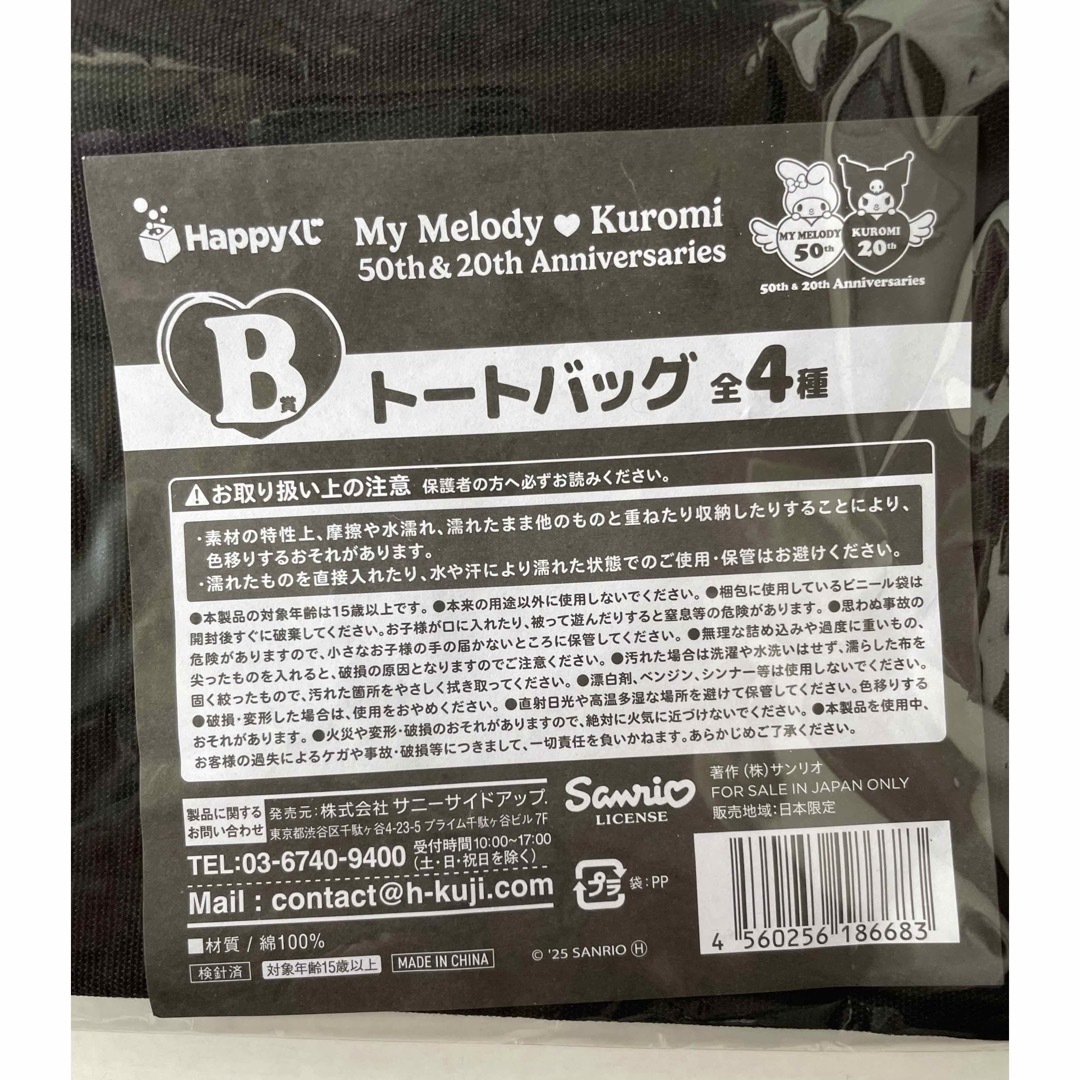 Happyくじ
My Melody ♥ Kuromi
50th & 20th Anniversaries
MY MELODY
50th
KUROMI
20th
50th & 20th Anniversaries
B賞
トートバッグ 全4種
⚠お取り扱い上の注意 保護者の方へ必ずお読みください。
・素材の特性上、摩擦や水濡れ、濡れたまま他のものと重ねたり収納したりすることにより、
色移りするおそれがあります。
・濡れたものを直接入れたり、水や汗により濡れた状態でのご使用・保管はお避けください。
●本製品の対象年齢は15歳以上です。●本来の用途以外に使用しないでください。●梱包に使用しているビニール袋は
開封後すぐに破棄してください。お子様が口に入れたり、被って遊んだりすると窒息等の危険があります。●思わぬ事故の
危険がありますので、小さなお子様の手の届かないところに保管してください。●無理な詰め込みや過度に重いもの、
尖ったものを入れると、破損の原因となりますのでご注意ください。●汚れた場合は洗濯や水洗いはせず、濡らした布を
固く絞ったもので、汚れた箇所をやさしく拭き取ってください。●漂白剤、ベンジン、シンナー等は使用しないでください。
●破損・変形した場合は、使用をおやめください。●直射日光や高温多湿な場所を避けて保管してください。色移りする
おそれがあります。●火災や変形・破損のおそれがありますので、絶対に火気に近づけないでください。●本製品を使用中、
お客様の過失によるケガや事故・破損等につきまして、一切責任を負いかねます。あらかじめご了承ください。
製品に関する
お問い合わせ
発売元:株式会社 サニーサイドアップ.
東京都渋谷区千駄ヶ谷4-23-5 プライム千駄ヶ谷ビル 7F
TEL:03-6740-9400 受付時間10:00~17:00
(土・日・祝日を除く)
Mail : contact@h-kuji.com
■材質 / 綿100%
検針済 対象年齢15歳以上 MADE IN CHINA
Sanrio
LICENSE
著作 (株)サンリオ
FOR SALE IN JAPAN ONLY
販売地域:日本限定
プラ 袋:PP
© '25 SANRIO Ⓗ
4 560256 186683